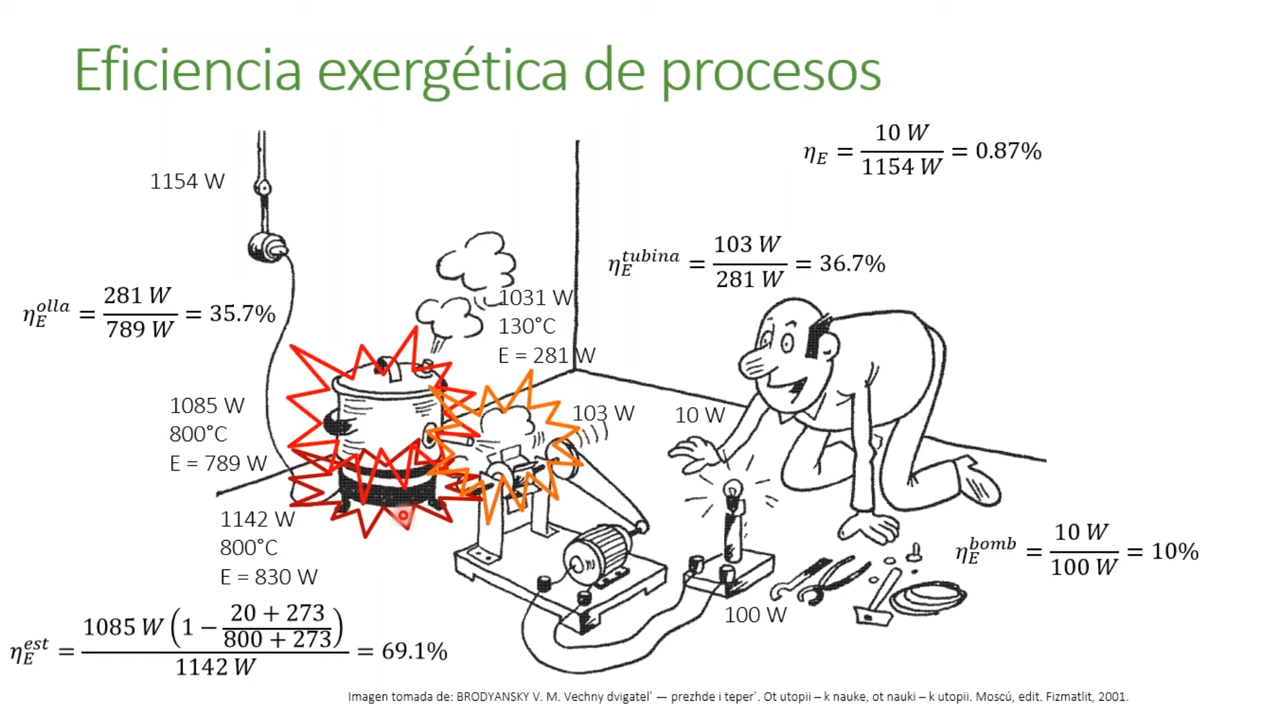 Eficiencia exergética de procesos
η_E = 10 W / 1154 W = 0.87%
1154 W
η_E^tubina = 103 W / 281 W = 36.7%
η_E^olla = 281 W / 789 W = 35.7%
1031 W
130°C
E = 281 W
1085 W
800°C
E = 789 W
103 W
10 W
1142 W
800°C
E = 830 W
η_E^bomb = 10 W / 100 W = 10%
100 W
η_E^est = 1085 W (1 − (20 + 273) / (800 + 273)) / 1142 W = 69.1%
Imagen tomada de: BRODYANSKY V. M. Vechny dvigatel´ — prezhde i teper´. Ot utopii – k nauke, ot nauki – k utopii. Moscú, edit. Fizmatlit, 2001.